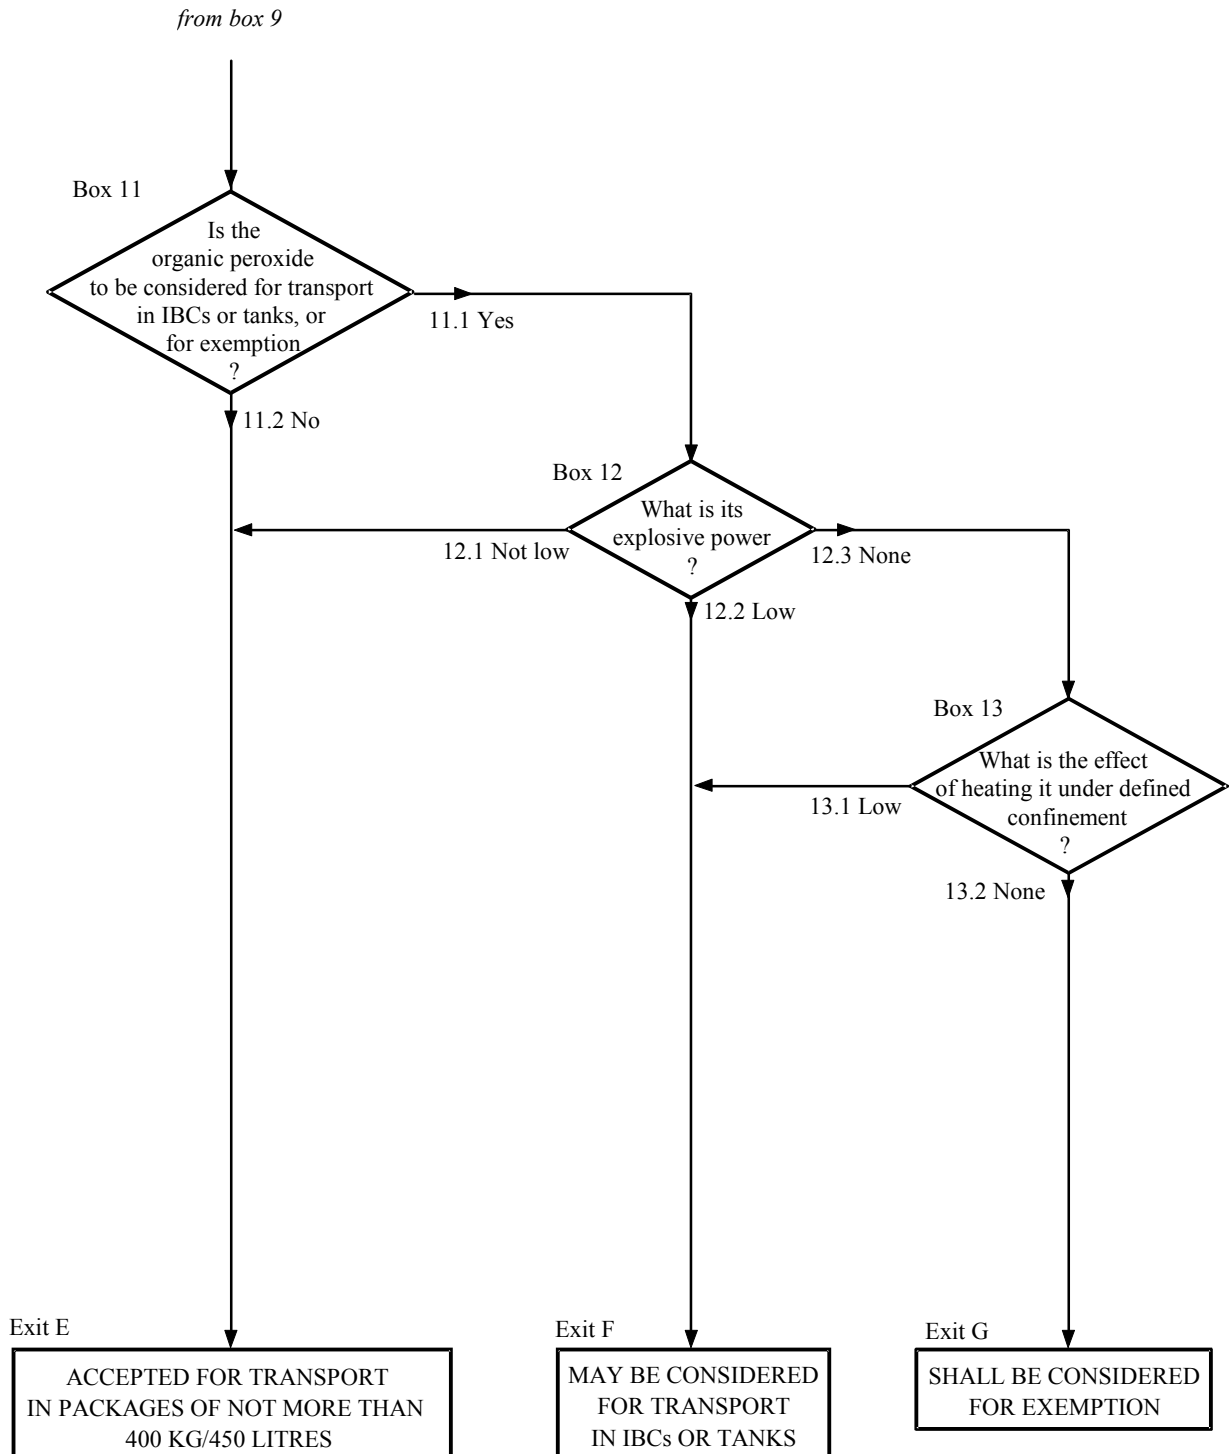 from box 9
Box 11
Is the
organic peroxide
to be considered for transport
in IBCs or tanks, or
for exemption
?
11.1 Yes
11.2 No
Box 12
What is its
explosive power
?
12.1 Not low
12.3 None
12.2 Low
Box 13
What is the effect
of heating it under defined
confinement
?
13.1 Low
13.2 None
Exit E
ACCEPTED FOR TRANSPORT
IN PACKAGES OF NOT MORE THAN
400 KG/450 LITRES
Exit F
MAY BE CONSIDERED
FOR TRANSPORT
IN IBCs OR TANKS
Exit G
SHALL BE CONSIDERED
FOR EXEMPTION